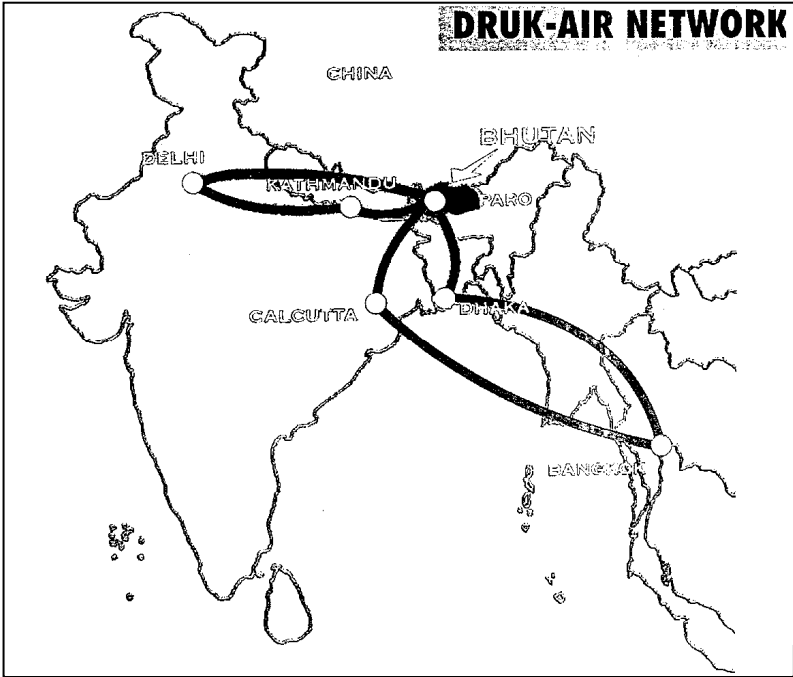 DRUK-AIR NETWORK
CHINA
BHUTAN
DELHI
KATHMANDU
PARO
CALCUTTA
DHAKA
BANGKOK